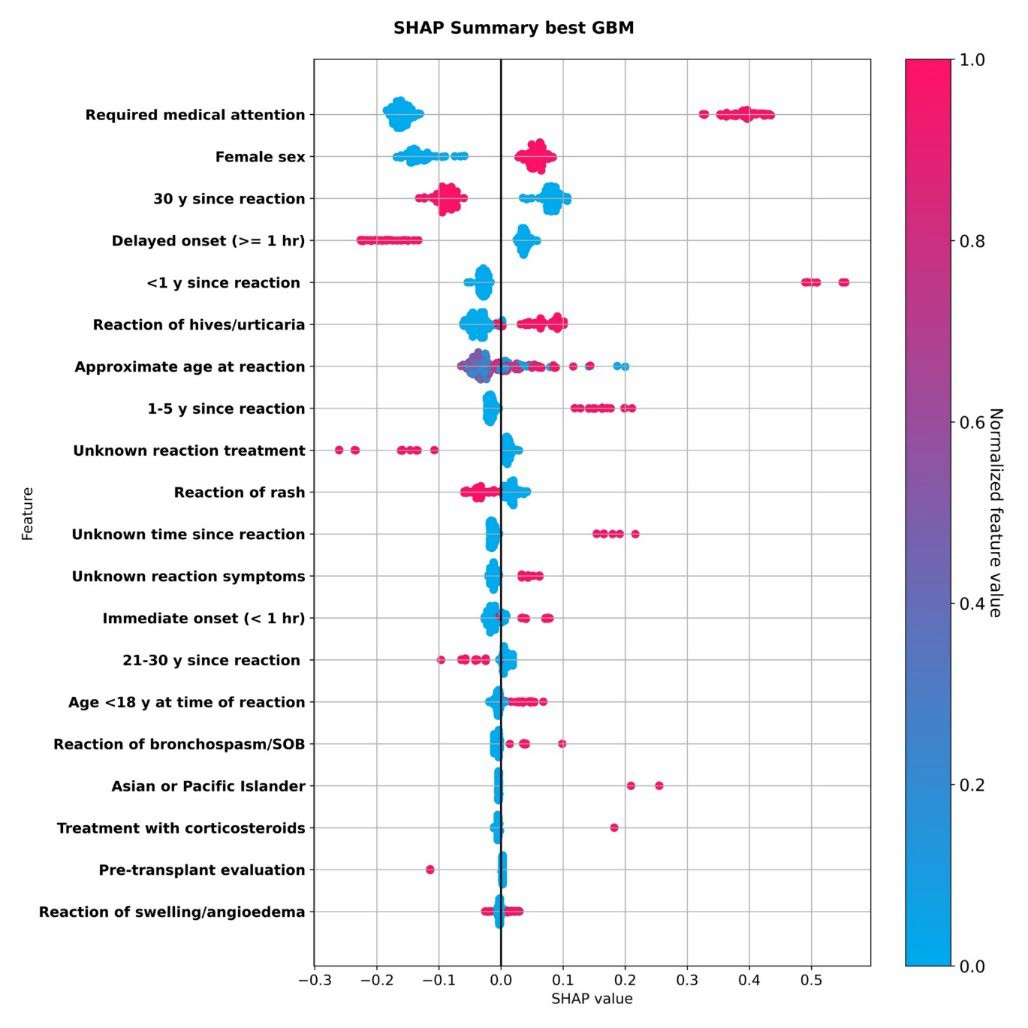 SHAP Summary best GBM
Required medical attention
Female sex
30 y since reaction
Delayed onset (>= 1 hr)
<1 y since reaction
Reaction of hives/urticaria
Approximate age at reaction
1-5 y since reaction
Unknown reaction treatment
Reaction of rash
Unknown time since reaction
Unknown reaction symptoms
Immediate onset (< 1 hr)
21-30 y since reaction
Age <18 y at time of reaction
Reaction of bronchospasm/SOB
Asian or Pacific Islander
Treatment with corticosteroids
Pre-transplant evaluation
Reaction of swelling/angioedema
Feature
−0.3 −0.2 −0.1 0.0 0.1 0.2 0.3 0.4 0.5
SHAP value
1.0
0.8
0.6
0.4
0.2
0.0
Normalized feature value